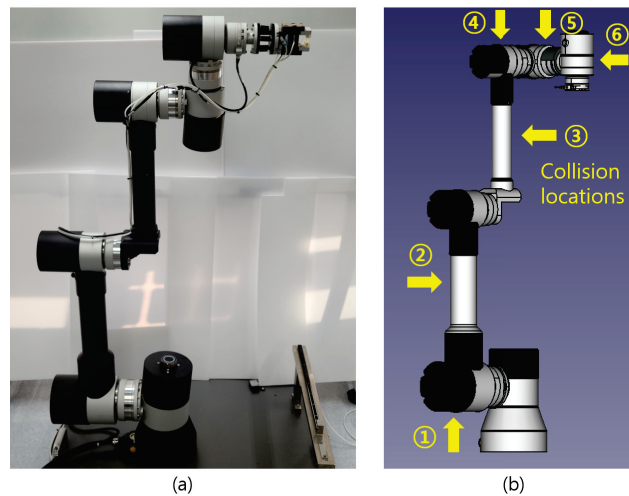 ④ ⑤
⑥
③
Collision
locations
②
①
(a) (b)